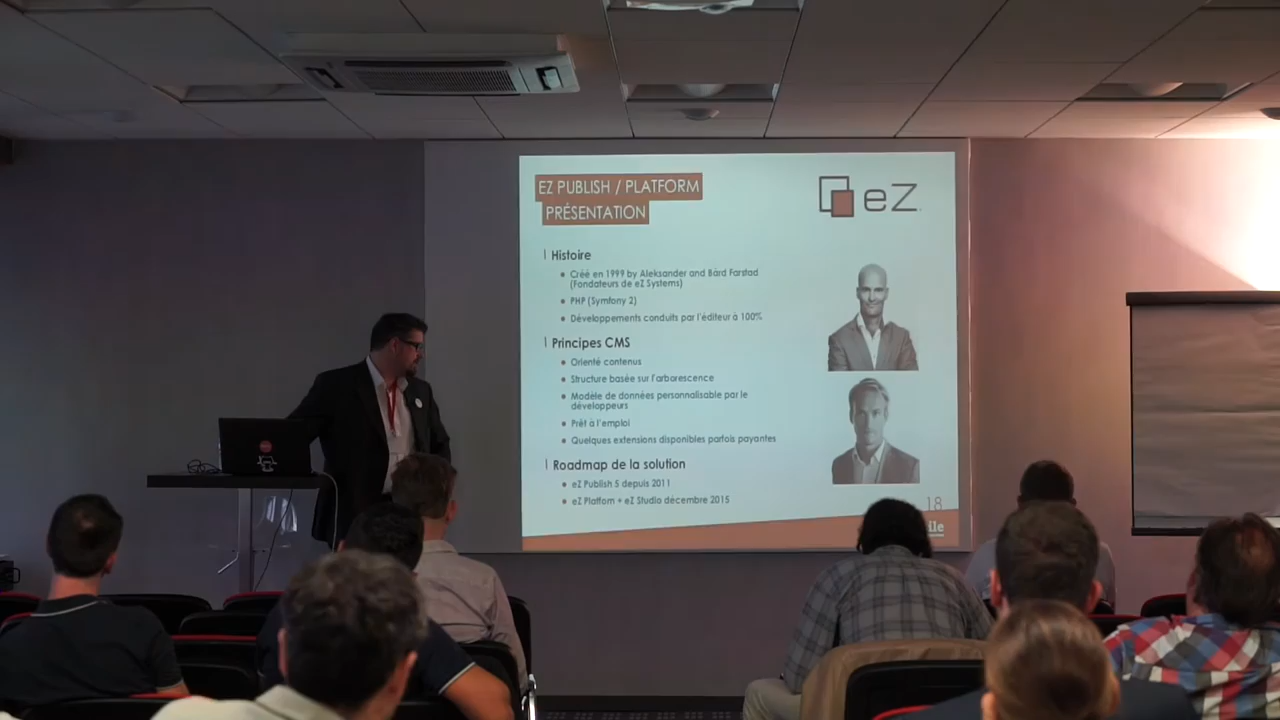 EZ PUBLISH / PLATFORM
PRÉSENTATION
eZ
Histoire
Créé en 1999 by Aleksander and Bård Farstad
(Fondateurs de eZ Systems)
PHP (Symfony 2)
Développements conduits par l'éditeur à 100%
Principes CMS
Orienté contenus
Structure basée sur l'arborescence
Modèle de données personnalisable par le
développeurs
Prêt à l'emploi
Quelques extensions disponibles parfois payantes
Roadmap de la solution
eZ Publish 5 depuis 2011
eZ Platfom + eZ Studio décembre 2015
18